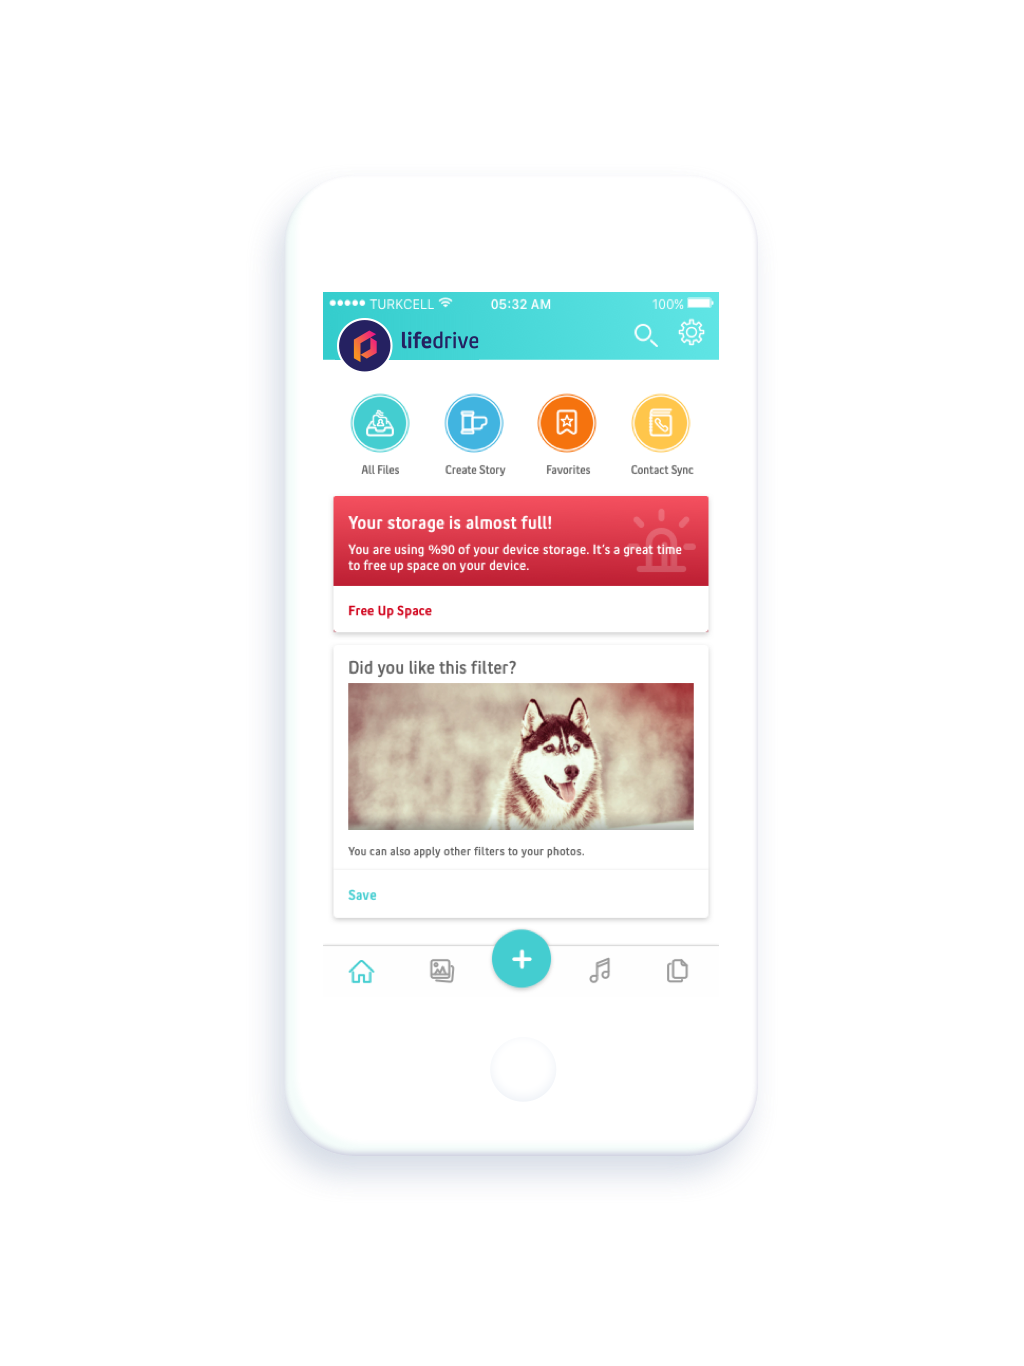 TURKCELL 05:32 AM 100%
lifedrive
All Files Create Story Favorites Contact Sync
Your storage is almost full!
You are using %90 of your device storage. It's a great time
to free up space on your device.
Free Up Space
Did you like this filter?
You can also apply other filters to your photos.
Save